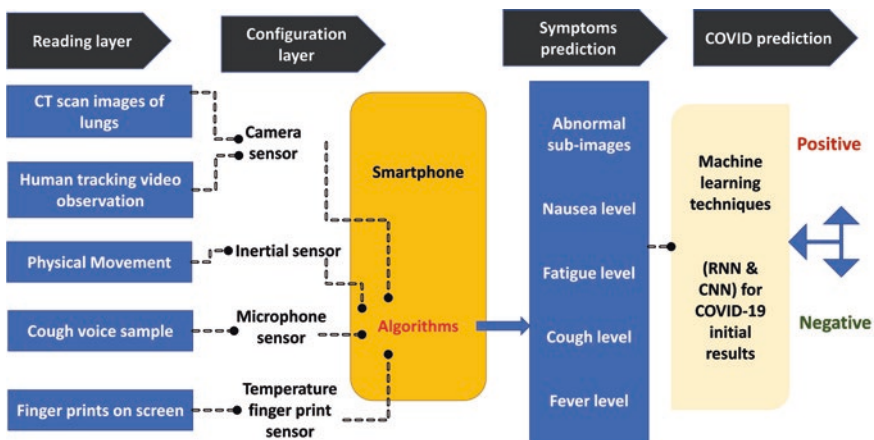 Reading layer
Configuration
layer
Symptoms
prediction
COVID prediction
CT scan images of
lungs
Human tracking video
observation
Physical Movement
Cough voice sample
Finger prints on screen
Camera
sensor
Inertial sensor
Microphone
sensor
Temperature
finger print
sensor
Smartphone
Algorithms
Abnormal
sub-images
Nausea level
Fatigue level
Cough level
Fever level
Machine
learning
techniques
(RNN &
CNN) for
COVID-19
initial
results
Positive
Negative